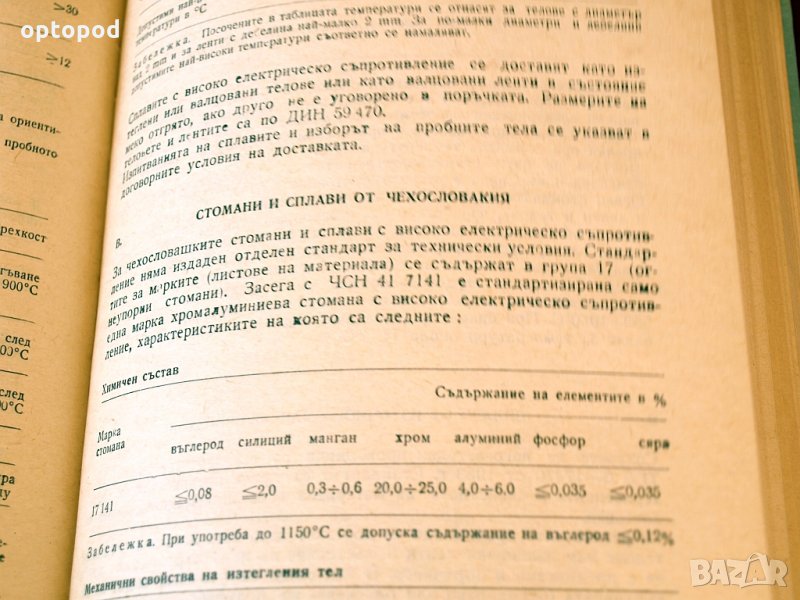 optopod
>30
≥12
а ориенти-
пробното
рехкост
гъване
900°С
след
00°С
след
0°С
ура
Допустими най-в
температури в °С
Забележка. Посочените в таблицата температури се отнасят за телове с диаметър
над 2 mm и за ленти с дебелина най-малко 2 mm. За по-малки диаметри и дебелини
допустимите най-високи температури съответно се намаляват.
Сплавите с високо електрическо съпротивление се доставят като из-
теглени или валцовани телове или като валцовани ленти в състояние
меко отгрято, ако друго не е уговорено в поръчката. Размерите на
теловете и лентите са по ДИН 59 470.
Изпитванията на сплавите и изборът на пробните тела се указват в
договорните условия на доставката.
В. СТОМАНИ И СПЛАВИ ОТ ЧЕХОСЛОВАКИЯ
За чехословашките стомани и сплави с високо електрическо съпротив-
ление няма издаден отделен стандарт за технически условия. Стандар-
тите за марките (листове на материала) се съдържат в група 17 (ог-
неупорни стомани). Засега с ЧСН 41 7141 е стандартизирана само
една марка хромалуминиева стомана с високо електрическо съпротив-
ление, характеристиките на която са следните :
Химичен състав
Съдържание на елементите в %
Марка
стомана
въглерод силиций манган хром алуминий фосфор сяра
17 141 ≦0,08 ≦2,0 0,3÷0,6 20,0÷25,0 4,0÷6.0 ≦0,035 ≦0,035
Забележка. При употреба до 1150°С се допуска съдържание на въглерод ≦0,12%
Механични свойства на изтегления тел
BAZAR